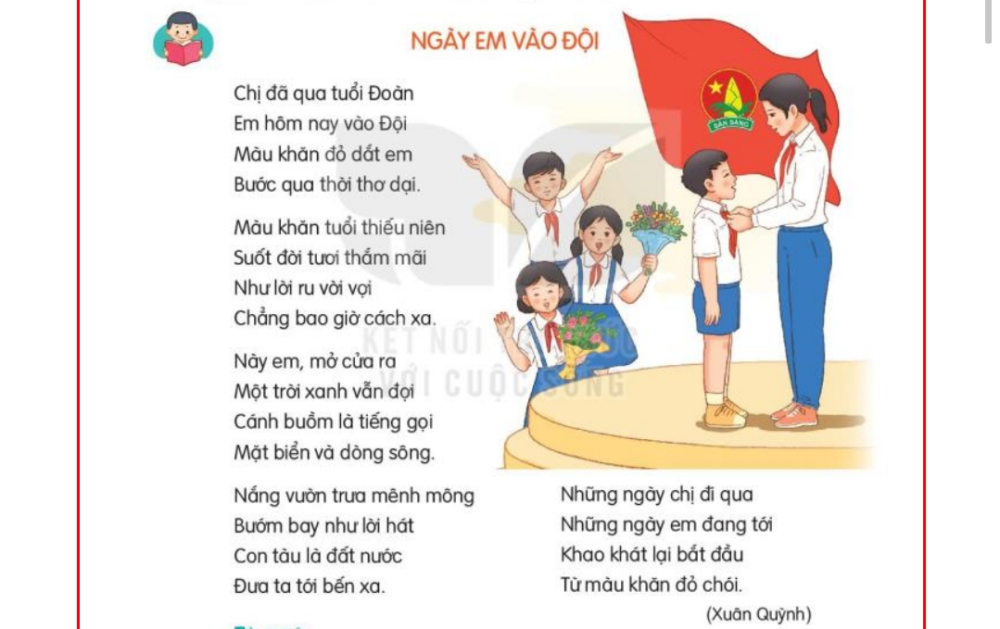 NGÀY EM VÀO ĐỘI
Chị đã qua tuổi Đoàn
Em hôm nay vào Đội
Màu khăn đỏ dắt em
Bước qua thời thơ dại.
Màu khăn tuổi thiếu niên
Suốt đời tươi thắm mãi
Như lời ru vời vợi
Chẳng bao giờ cách xa.
Này em, mở cửa ra
Một trời xanh vẫn đợi
Cánh buồm là tiếng gọi
Mặt biển và dòng sông.
Nắng vườn trưa mênh mông
Bướm bay như lời hát
Con tàu là đất nước
Đưa ta tới bến xa.
Những ngày chị đi qua
Những ngày em đang tới
Khao khát lại bắt đầu
Từ màu khăn đỏ chói.
(Xuân Quỳnh)
SẴN SÀNG
KẾT NỐI TRI THỨC
VỚI CUỘC SỐNG